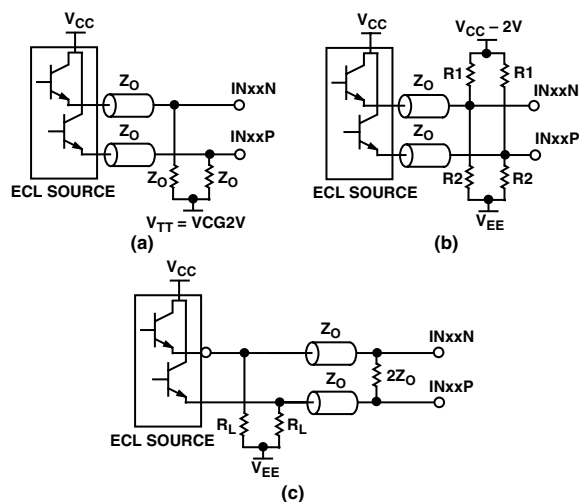 VCC
ZO
INxxN
ZO
INxxP
ZO
ZO
ECL SOURCE
VTT = VCG2V
(a)
VCC – 2V
VCC
R1
R1
ZO
INxxN
ZO
INxxP
R2
R2
ECL SOURCE
VEE
(b)
VCC
ZO
INxxN
ZO
2ZO
INxxP
RL
RL
ECL SOURCE
VEE
(c)